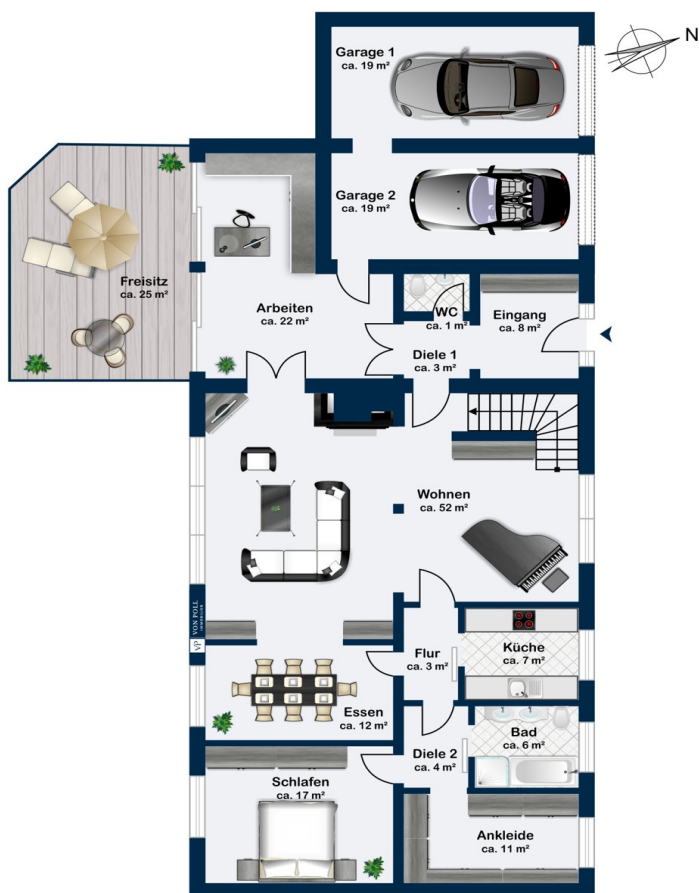 Garage 1
ca. 19 m²
N
Garage 2
ca. 19 m²
Freisitz
ca. 25 m²
Arbeiten
ca. 22 m²
WC
ca. 1 m²
Eingang
ca. 8 m²
Diele 1
ca. 3 m²
Wohnen
ca. 52 m²
VP VON POLL
IMMOBILIEN
Flur
ca. 3 m²
Küche
ca. 7 m²
Essen
ca. 12 m²
Diele 2
ca. 4 m²
Bad
ca. 6 m²
Schlafen
ca. 17 m²
Ankleide
ca. 11 m²